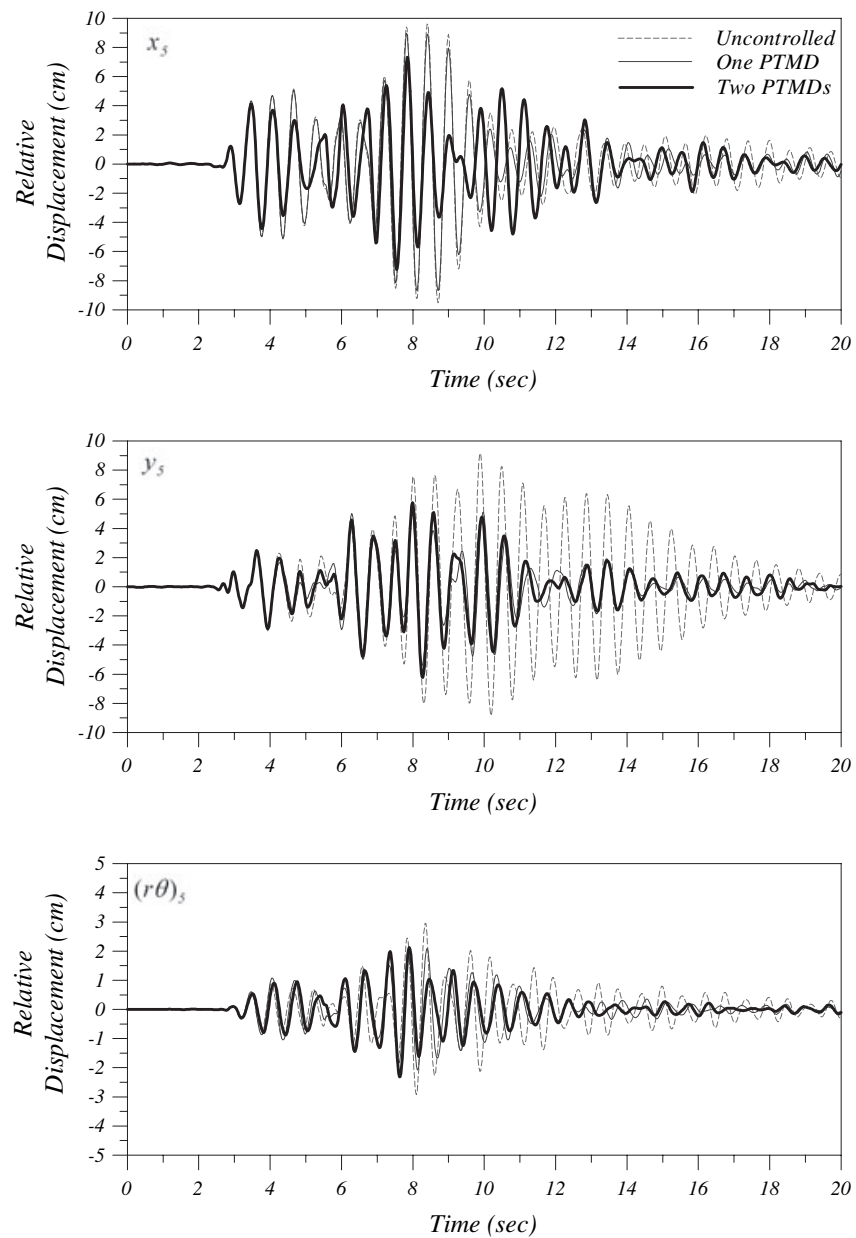 10
8
6
4
2
0
-2
-4
-6
-8
-10
x₅
Uncontrolled
One PTMD
Two PTMDs
Relative
Displacement (cm)
0 2 4 6 8 10 12 14 16 18 20
Time (sec)
10
8
6
4
2
0
-2
-4
-6
-8
-10
y₅
Relative
Displacement (cm)
0 2 4 6 8 10 12 14 16 18 20
Time (sec)
5
4
3
2
1
0
-1
-2
-3
-4
-5
(rθ)₅
Relative
Displacement (cm)
0 2 4 6 8 10 12 14 16 18 20
Time (sec)